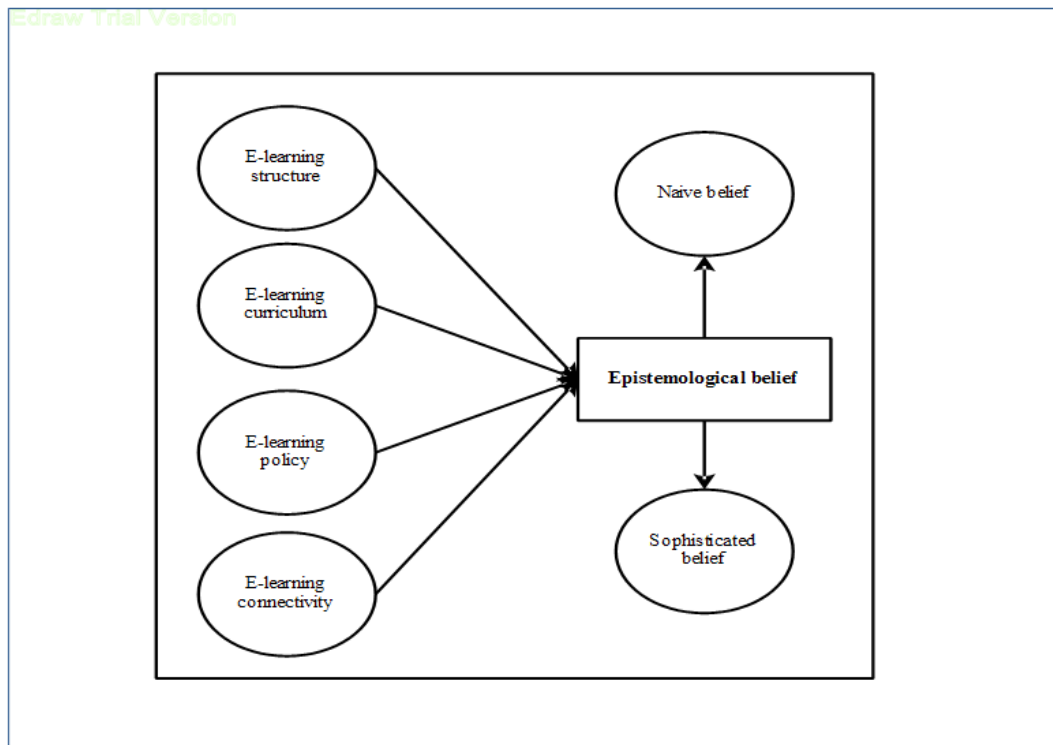 Edraw Trial Version
E-learning
structure
E-learning
curriculum
E-learning
policy
E-learning
connectivity
Naive belief
Epistemological belief
Sophisticated
belief